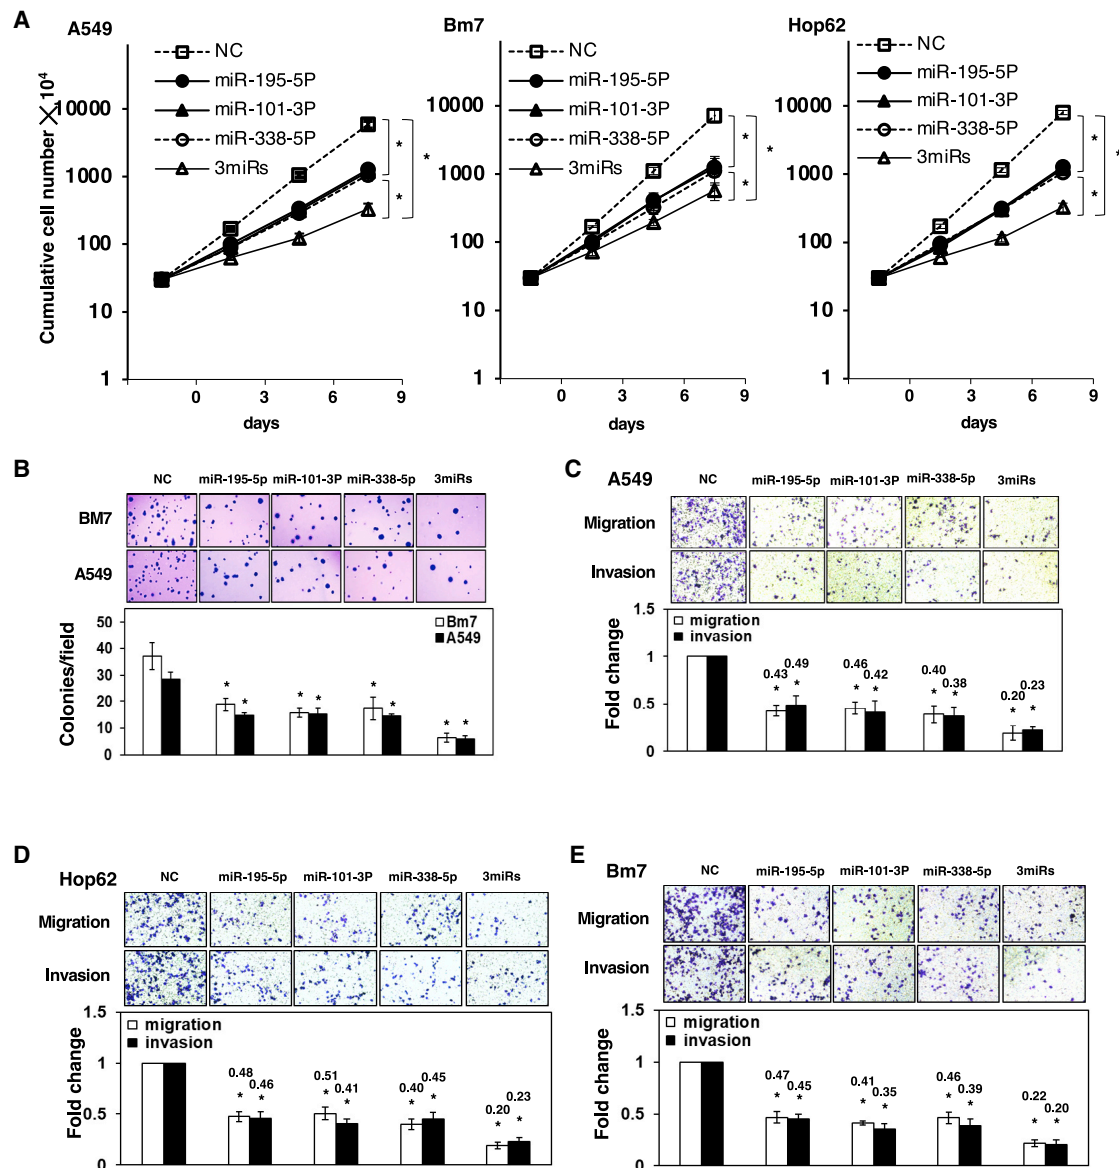 A
A549
Bm7
Hop62
NC
miR-195-5P
miR-101-3P
miR-338-5P
3miRs
NC
miR-195-5P
miR-101-3P
miR-338-5P
3miRs
NC
miR-195-5P
miR-101-3P
miR-338-5P
3miRs
Cumulative cell number ×10⁴
10000
1000
100
10
1
10000
1000
100
10
1
10000
1000
100
10
1
* * *
* * *
* * *
0 3 6 9
0 3 6 9
0 3 6 9
days
days
days
B
NC miR-195-5p miR-101-3P miR-338-5p 3miRs
BM7
A549
Colonies/field
50
40
30
20
10
0
Bm7
A549
* * * * * * * *
C
A549
NC miR-195-5p miR-101-3P miR-338-5p 3miRs
Migration
Invasion
Fold change
1.5
1
0.5
0
migration
invasion
0.43 0.49 0.46 0.42 0.40 0.38 0.20 0.23
* * * * * * * *
D
Hop62
NC miR-195-5p miR-101-3P miR-338-5p 3miRs
Migration
Invasion
Fold change
1.5
1
0.5
0
migration
invasion
0.48 0.46 0.51 0.41 0.40 0.45 0.20 0.23
* * * * * * * *
E
Bm7
NC miR-195-5p miR-101-3P miR-338-5p 3miRs
Migration
Invasion
Fold change
1.5
1
0.5
0
migration
invasion
0.47 0.45 0.41 0.35 0.46 0.39 0.22 0.20
* * * * * * * *